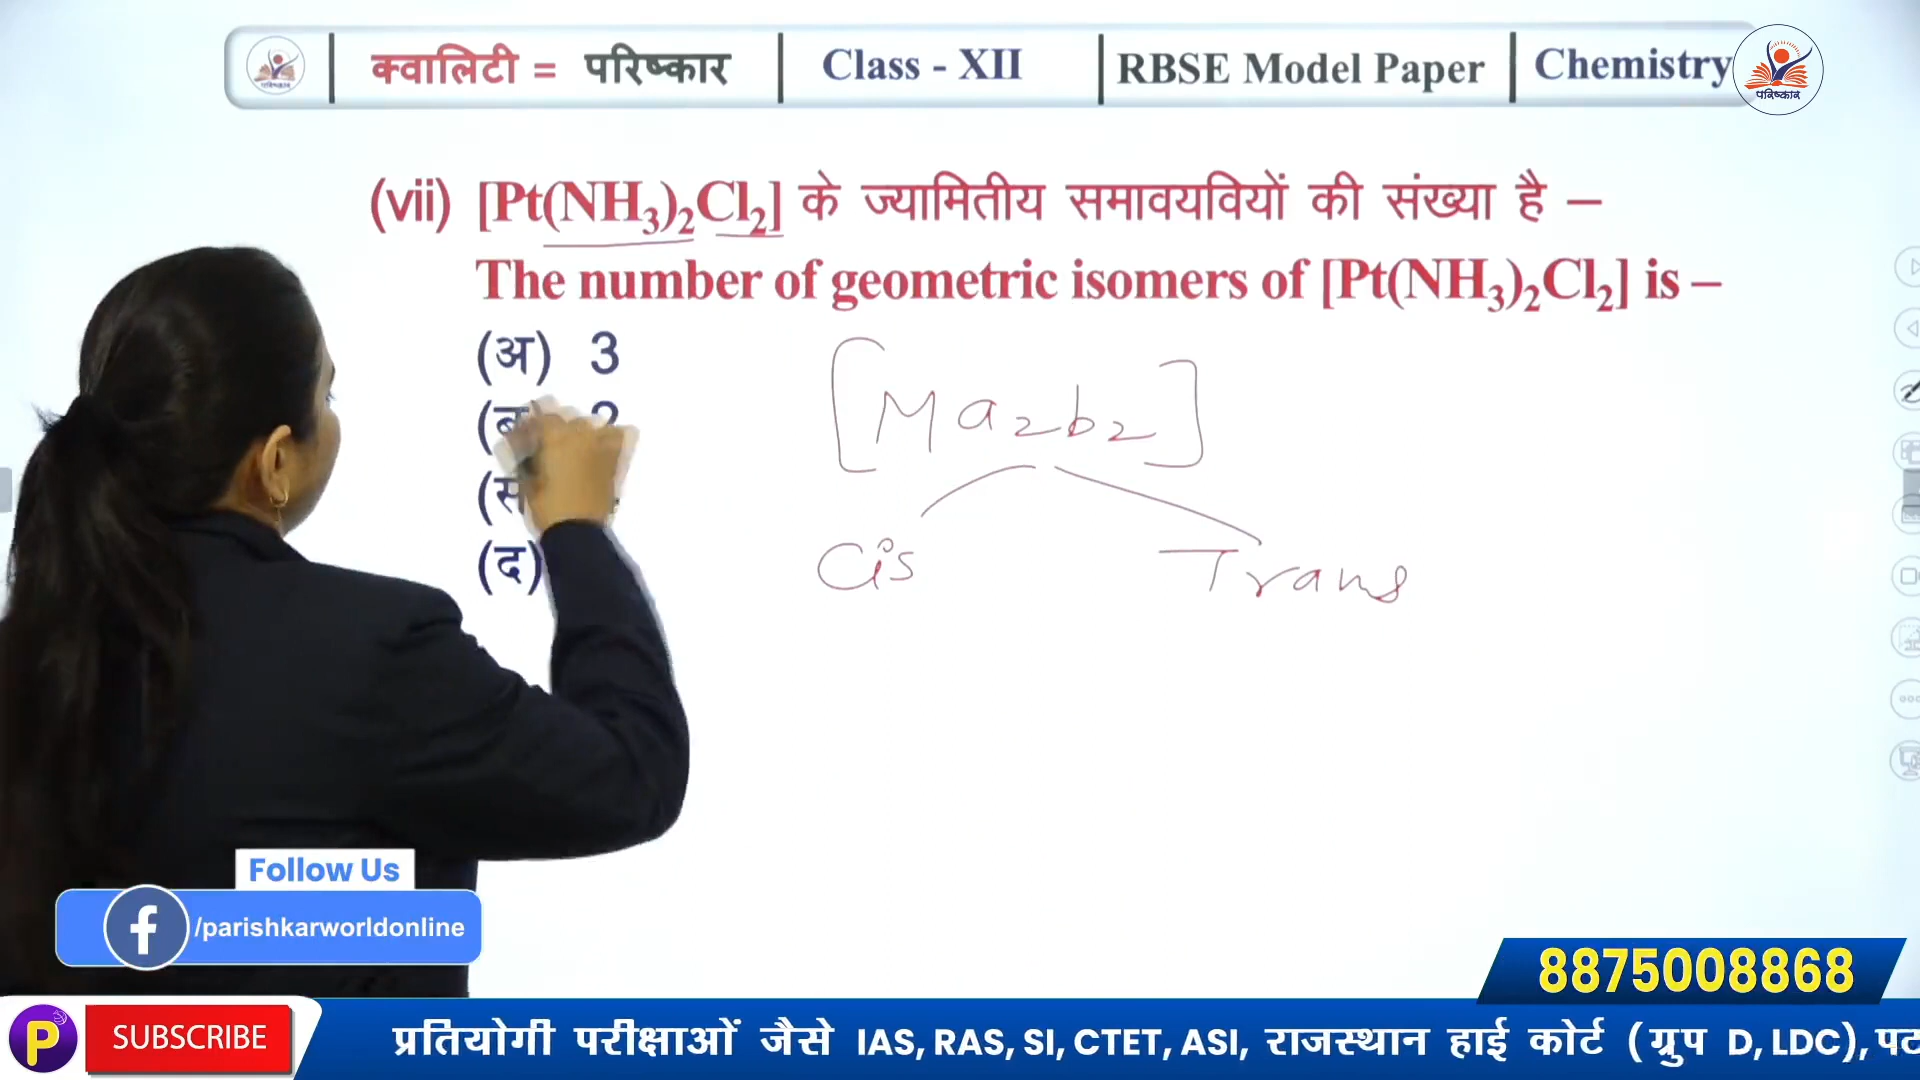 क्वालिटी = परिष्कार | Class - XII | RBSE Model Paper | Chemistry
परिष्कार
(vii) [Pt(NH₃)₂Cl₂] के ज्यामितीय समावयवियों की संख्या है –
The number of geometric isomers of [Pt(NH₃)₂Cl₂] is –
(अ) 3
(ब) 2
(स
(द)
[Ma₂b₂]
Cis
Trans
Follow Us
f /parishkarworldonline
8875008868
P SUBSCRIBE
प्रतियोगी परीक्षाओं जैसे IAS, RAS, SI, CTET, ASI, राजस्थान हाई कोर्ट (ग्रुप D, LDC), पट